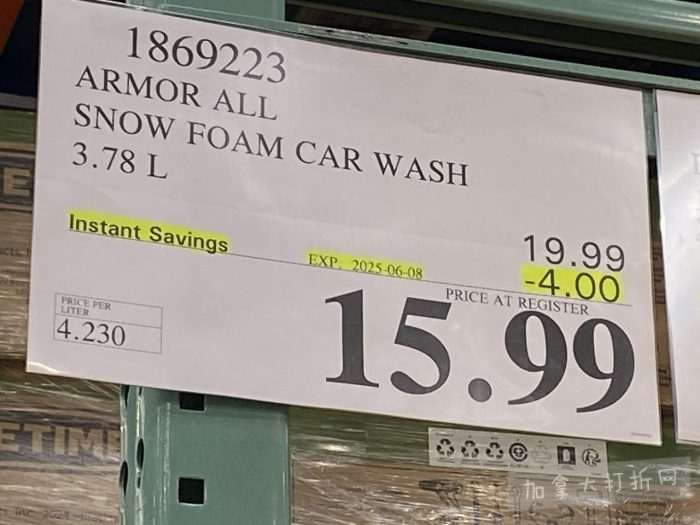 1869223
ARMOR ALL
SNOW FOAM CAR WASH
3.78 L
Instant Savings
EXP. 2025-06-08
19.99
-4.00
PRICE AT REGISTER
15.99
PRICE PER
LITER
4.230
ETIME
加拿大打折网